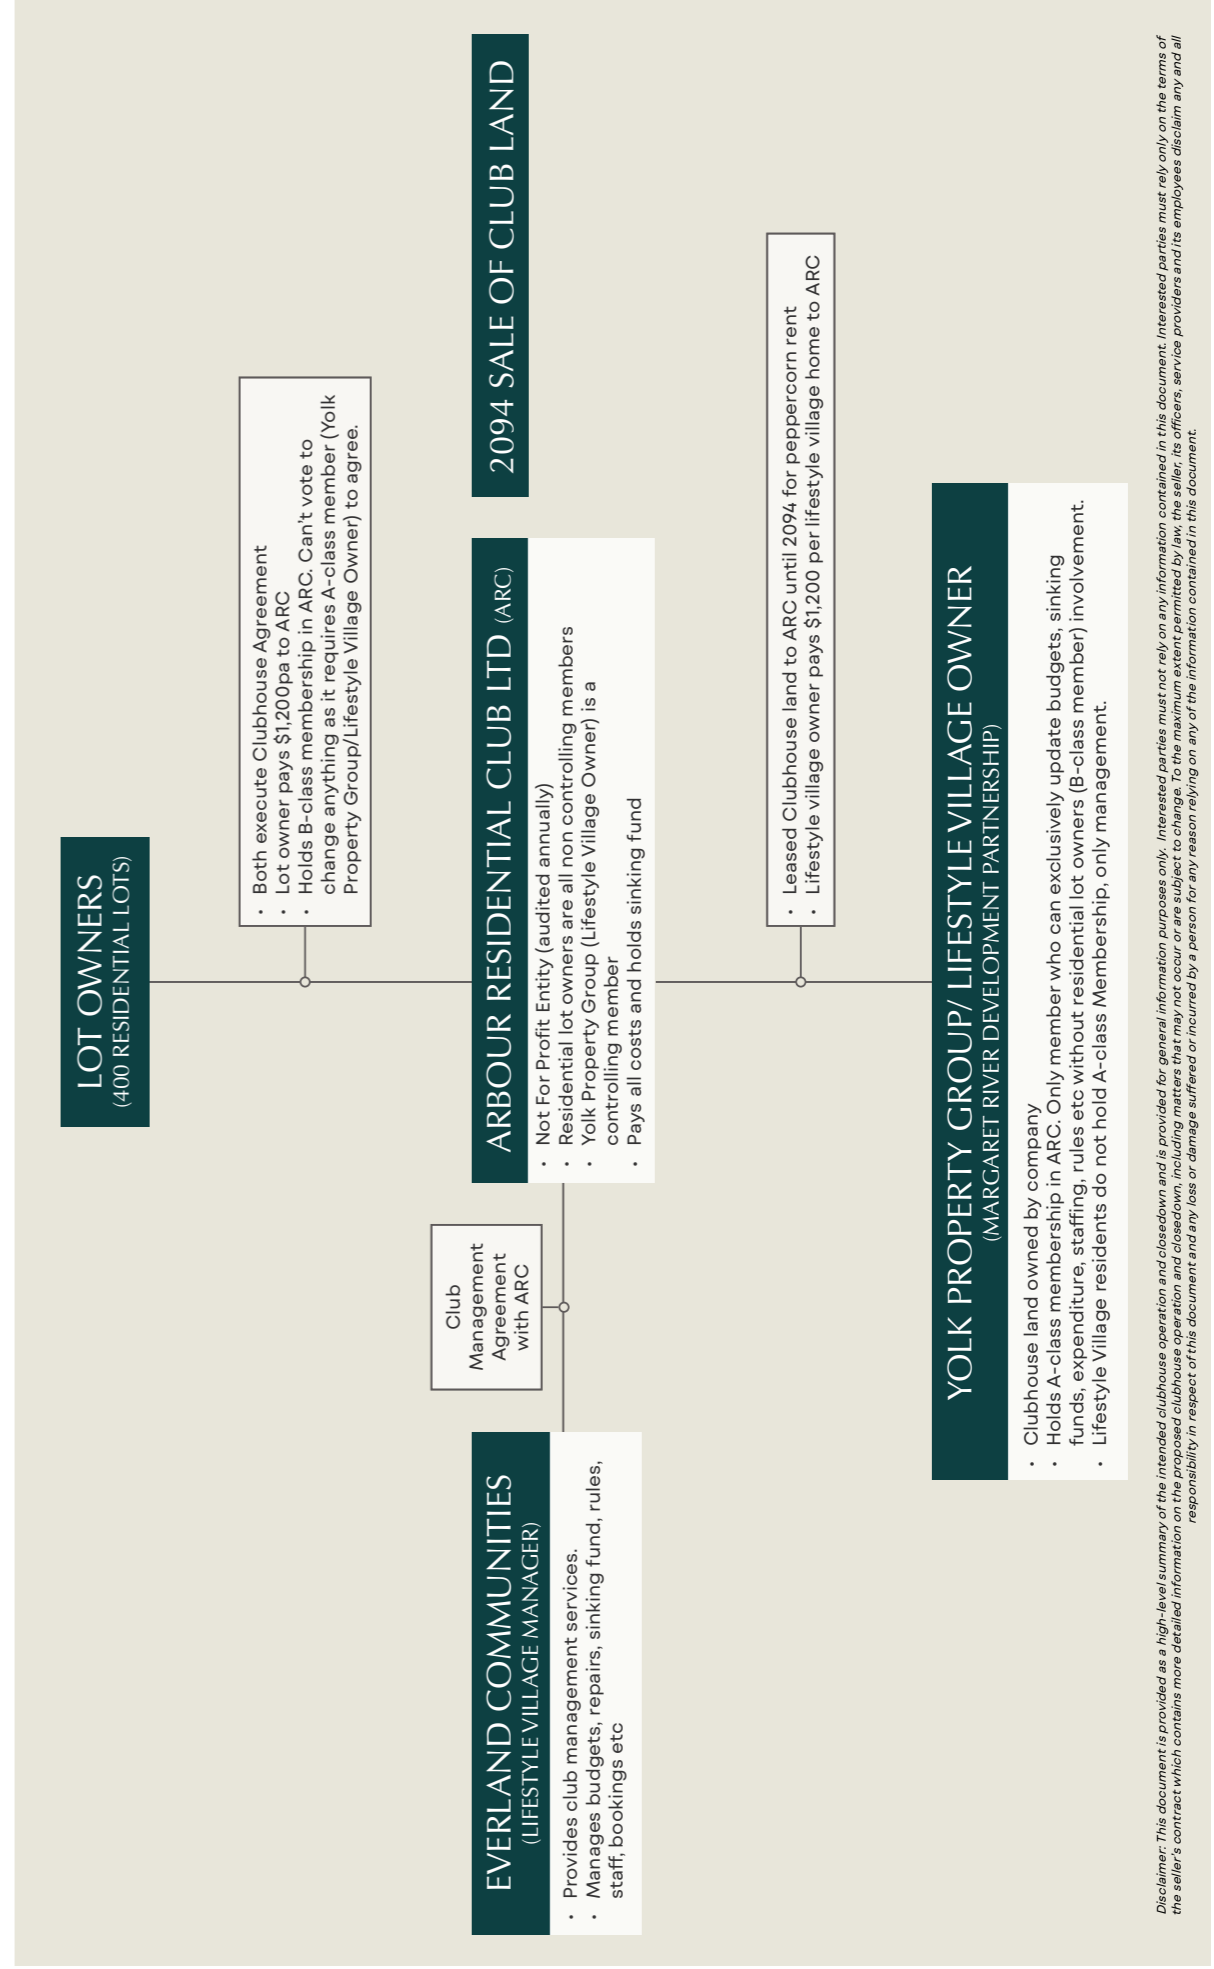 LOT OWNERS
(400 RESIDENTIAL LOTS)
• Both execute Clubhouse Agreement
• Lot owner pays $1,200pa to ARC
• Holds B-class membership in ARC. Can't vote to
change anything as it requires A-class member (Yolk
Property Group/Lifestyle Village Owner) to agree.
EVERLAND COMMUNITIES
(LIFESTYLE VILLAGE MANAGER)
• Provides club management services.
• Manages budgets, repairs, sinking fund, rules,
staff, bookings etc
Club
Management
Agreement
with ARC
ARBOUR RESIDENTIAL CLUB LTD (ARC)
• Not For Profit Entity (audited annually)
• Residential lot owners are all non controlling members
• Yolk Property Group (Lifestyle Village Owner) is a
controlling member
• Pays all costs and holds sinking fund
2094 SALE OF CLUB LAND
• Leased Clubhouse land to ARC until 2094 for peppercorn rent
• Lifestyle village owner pays $1,200 per lifestyle village home to ARC
YOLK PROPERTY GROUP/ LIFESTYLE VILLAGE OWNER
(MARGARET RIVER DEVELOPMENT PARTNERSHIP)
• Clubhouse land owned by company
• Holds A-class membership in ARC. Only member who can exclusively update budgets, sinking
funds, expenditure, staffing, rules etc without residential lot owners (B-class member) involvement.
• Lifestyle Village residents do not hold A-class Membership, only management.
Disclaimer: This document is provided as a high-level summary of the intended clubhouse operation and closedown and is provided for general information purposes only. Interested parties must not rely on any information contained in this document. Interested parties must rely only on the terms of
the seller's contract which contains more detailed information on the proposed clubhouse operation and closedown, including matters that may not occur or are subject to change. To the maximum extent permitted by law, the seller, its officers, service providers and its employees disclaim any and all
responsibility in respect of this document and any loss or damage suffered or incurred by a person for any reason relying on any of the information contained in this document.